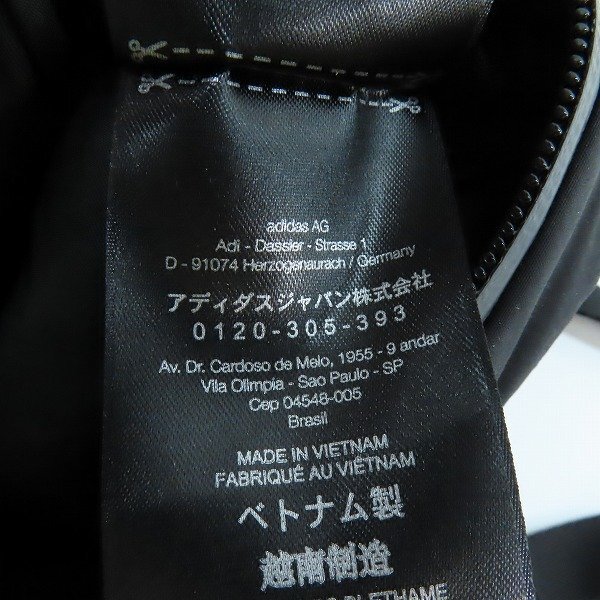 adidas AG
Adi - Dassler - Strasse 1
D - 91074 Herzogenaurach / Germany
アディダスジャパン株式会社
0120-305-393
Av. Dr. Cardoso de Melo, 1955 - 9 andar
Vila Olimpia - Sao Paulo - SP
Cep 04548-005
Brasil
MADE IN VIETNAM
FABRIQUÉ AU VIETNAM
ベトナム製
越南制造